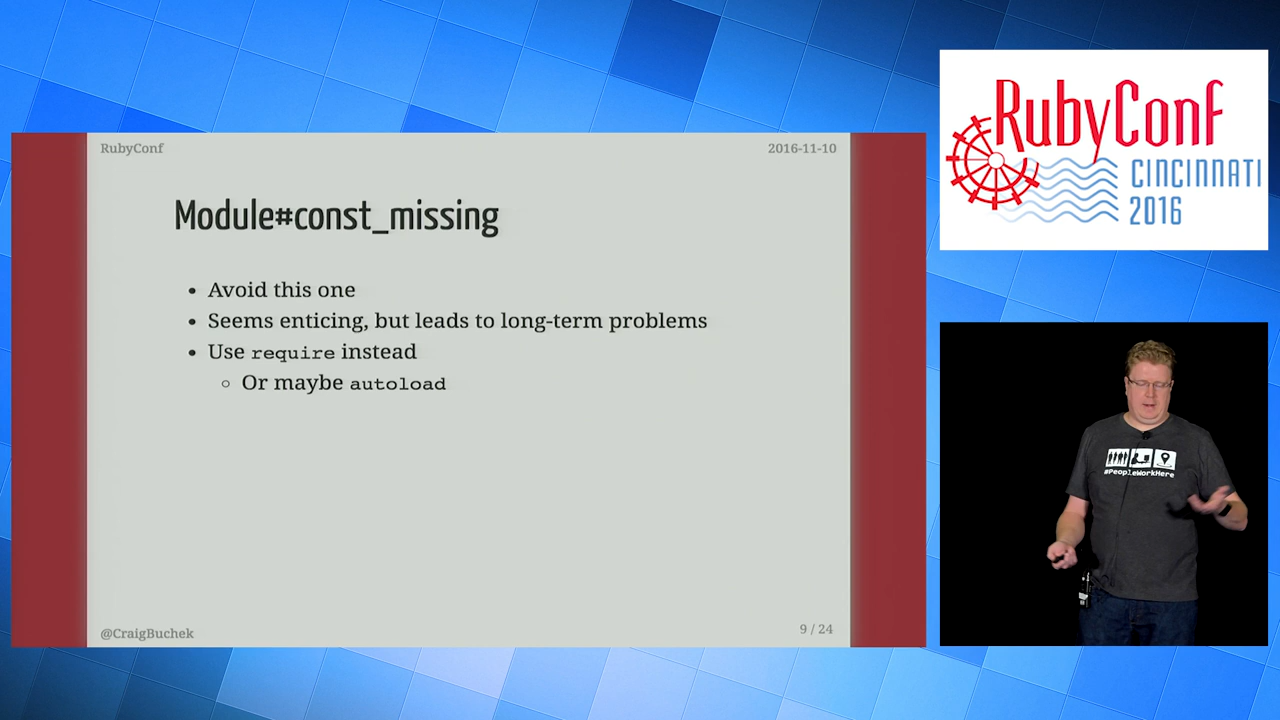 RubyConf
2016-11-10
Module#const_missing
• Avoid this one
• Seems enticing, but leads to long-term problems
• Use require instead
○ Or maybe autoload
@CraigBuchek
9 / 24
RubyConf
CINCINNATI
2016
#PeopleWorkHere